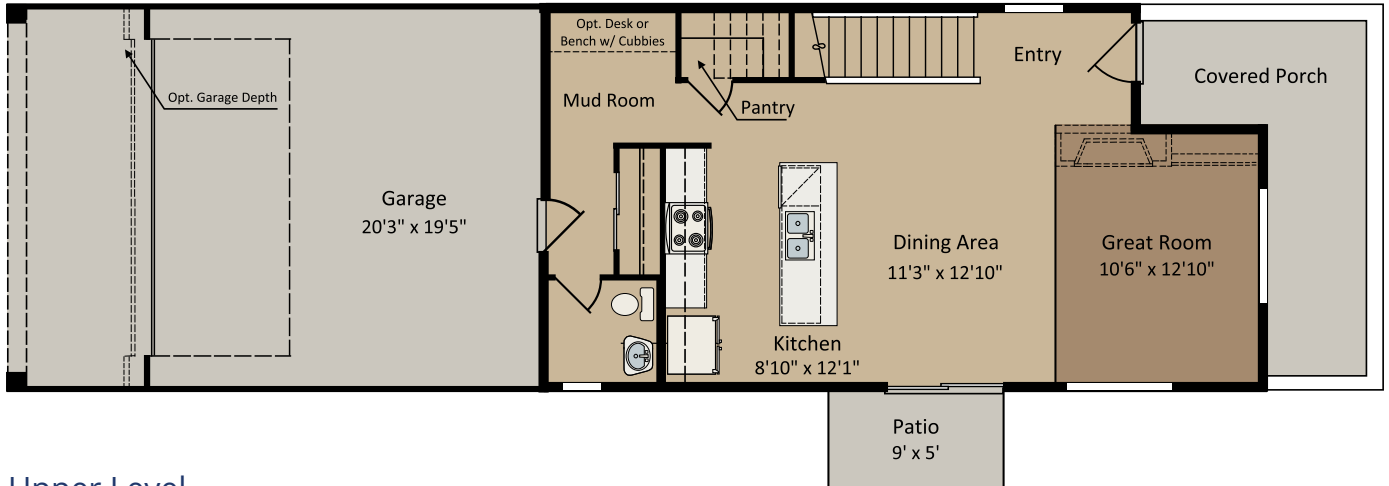 Opt. Desk or
Bench w/ Cubbies
Entry
Covered Porch
Opt. Garage Depth
Mud Room
Pantry
Garage
20'3" x 19'5"
Dining Area
11'3" x 12'10"
Great Room
10'6" x 12'10"
Kitchen
8'10" x 12'1"
Patio
9' x 5'
Upper Level